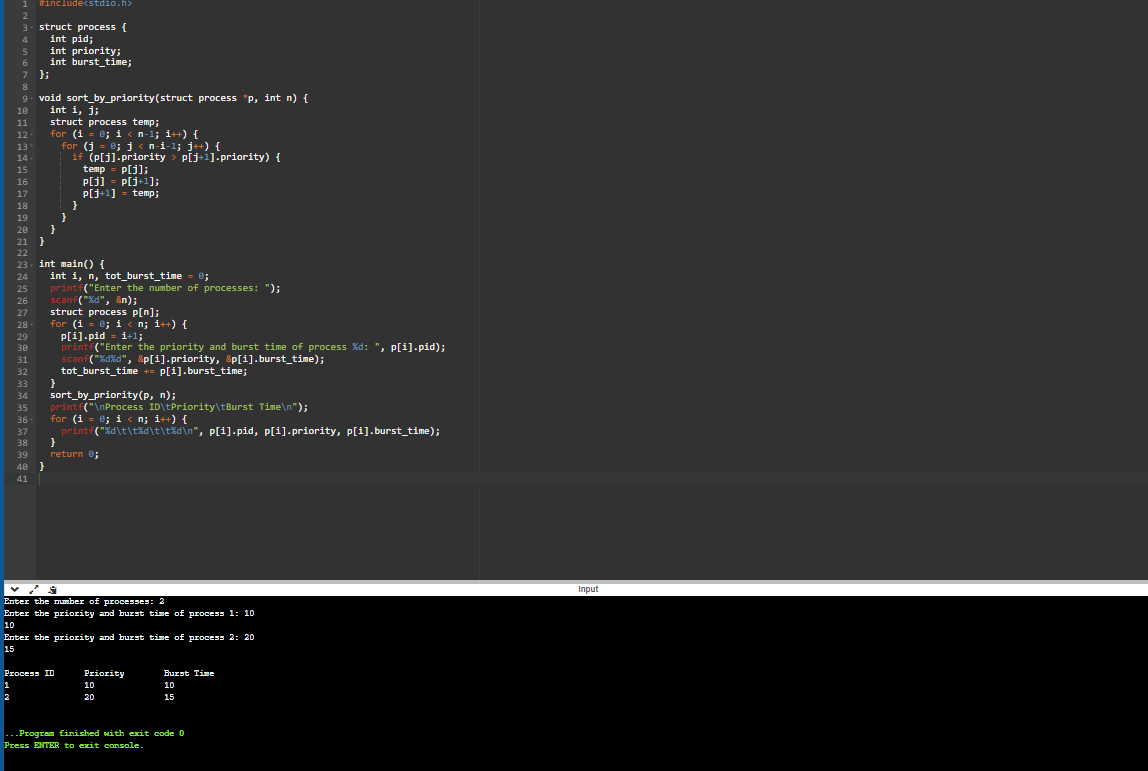 1 #include<stdio.h>
2
3 struct process {
4   int pid;
5   int priority;
6   int burst_time;
7 };
8
9 void sort_by_priority(struct process *p, int n) {
10   int i, j;
11   struct process temp;
12   for (i = 0; i < n-1; i++) {
13     for (j = 0; j < n-i-1; j++) {
14       if (p[j].priority > p[j+1].priority) {
15         temp = p[j];
16         p[j] = p[j+1];
17         p[j+1] = temp;
18       }
19     }
20   }
21 }
22
23 int main() {
24   int i, n, tot_burst_time = 0;
25   printf("Enter the number of processes: ");
26   scanf("%d", &n);
27   struct process p[n];
28   for (i = 0; i < n; i++) {
29     p[i].pid = i+1;
30     printf("Enter the priority and burst time of process %d: ", p[i].pid);
31     scanf("%d%d", &p[i].priority, &p[i].burst_time);
32     tot_burst_time += p[i].burst_time;
33   }
34   sort_by_priority(p, n);
35   printf("\nProcess ID\tPriority\tBurst Time\n");
36   for (i = 0; i < n; i++) {
37     printf("%d\t\t%d\t\t%d\n", p[i].pid, p[i].priority, p[i].burst_time);
38   }
39   return 0;
40 }
41
input
Enter the number of processes: 2
Enter the priority and burst time of process 1: 10
10
Enter the priority and burst time of process 2: 20
15
Process ID Priority Burst Time
1 10 10
2 20 15
...Program finished with exit code 0
Press ENTER to exit console.